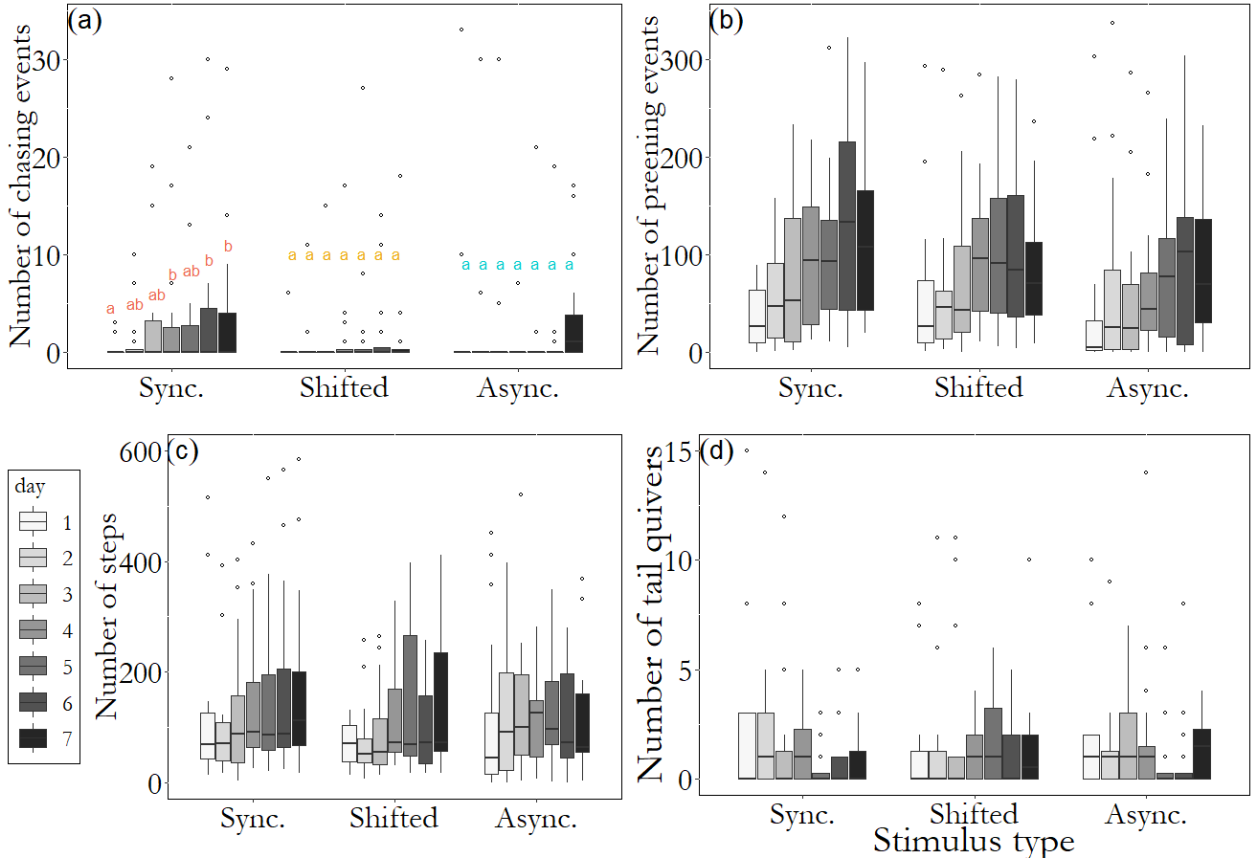 (a)
Number of chasing events
30
20
10
0
a ab ab b ab b b
a a a a a a a
a a a a a a a
Sync. Shifted Async.
(b)
Number of preening events
300
200
100
0
Sync. Shifted Async.
day
1
2
3
4
5
6
7
(c)
Number of steps
600
400
200
0
Sync. Shifted Async.
(d)
Number of tail quivers
15
10
5
0
Sync. Shifted Async.
Stimulus type